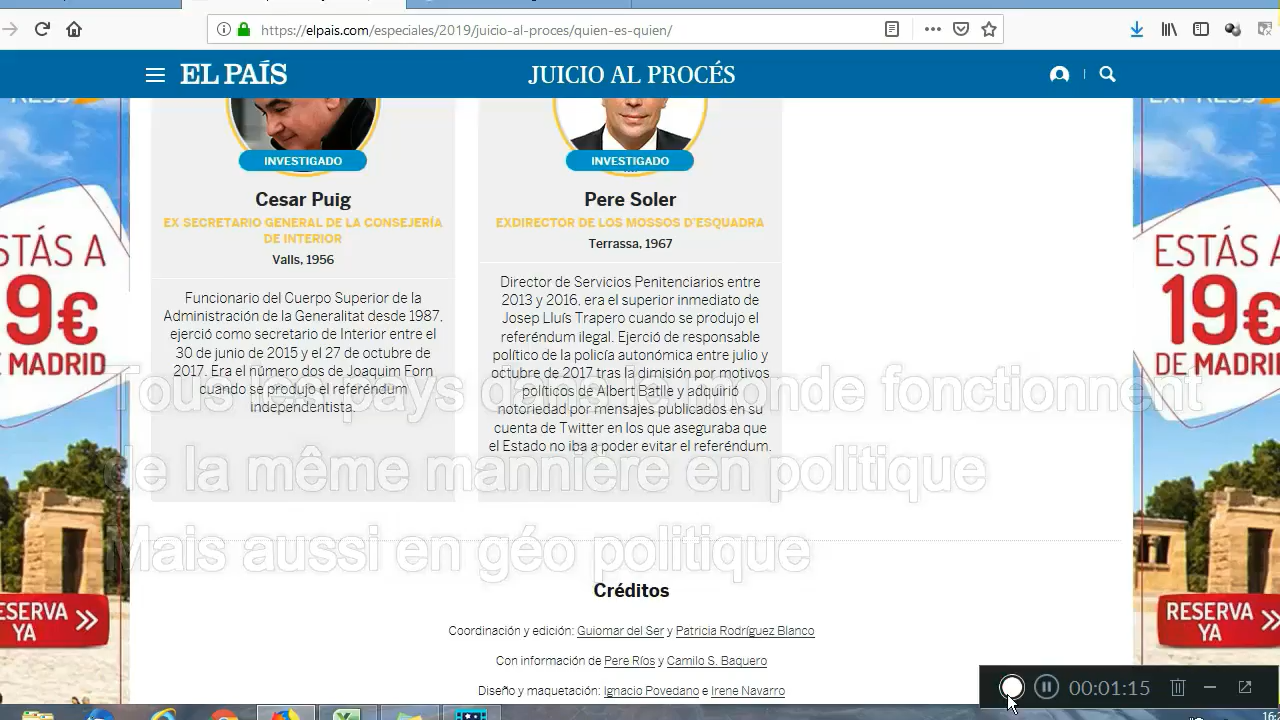 https://elpais.com/especiales/2019/juicio-al-proces/quien-es-quien/
EL PAÍS
JUICIO AL PROCÉS
INVESTIGADO
Cesar Puig
EX SECRETARIO GENERAL DE LA CONSEJERÍA
DE INTERIOR
Valls, 1956
Funcionario del Cuerpo Superior de la
Administración de la Generalitat desde 1987,
ejerció como secretario de Interior entre el
30 de junio de 2015 y el 27 de octubre de
2017. Era el número dos de Joaquim Forn
cuando se produjo el referéndum
independentista.
INVESTIGADO
Pere Soler
EXDIRECTOR DE LOS MOSSOS D'ESQUADRA
Terrassa, 1967
Director de Servicios Penitenciarios entre
2013 y 2016, era el superior inmediato de
Josep Lluís Trapero cuando se produjo el
referéndum ilegal. Ejerció de responsable
político de la policía autonómica entre julio y
octubre de 2017 tras la dimisión por motivos
políticos de Albert Batlle y adquirió
notoriedad por mensajes publicados en su
cuenta de Twitter en los que aseguraba que
el Estado no iba a poder evitar el referéndum.
Tous pays monde fonctionnent
de la même mannière en politique
Mais aussi en géo politique
Créditos
Coordinación y edición: Guiomar del Ser y Patricia Rodríguez Blanco
Con información de Pere Ríos y Camilo S. Baquero
Diseño y maquetación: Ignacio Povedano e Irene Navarro
STÁS A
9€
E MADRID
ESERVA
YA
ESTÁS A
19€
DE MADRID
RESERVA
YA
00:01:15